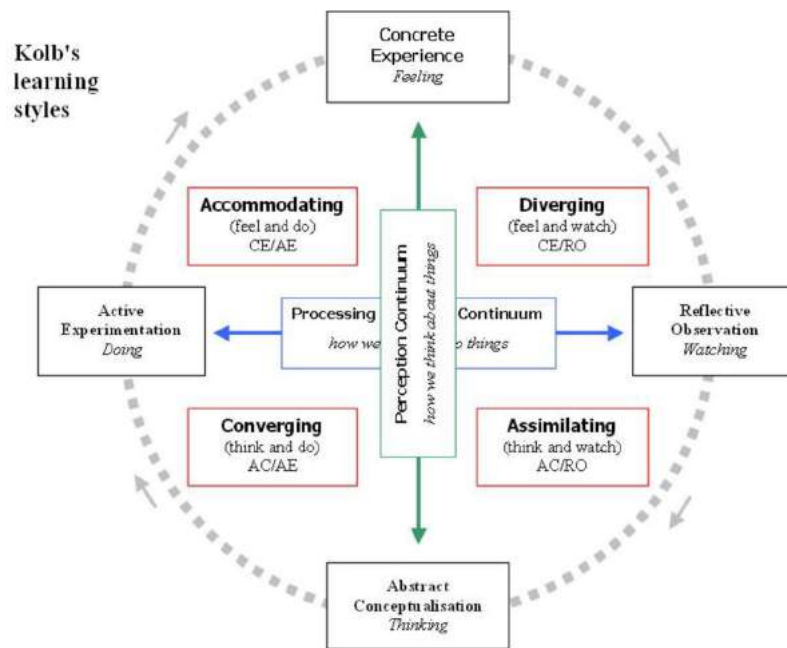 Kolb's
learning
styles
Concrete
Experience
Feeling
Accommodating
(feel and do)
CE/AE
Diverging
(feel and watch)
CE/RO
Active
Experimentation
Doing
Processing Continuum
how we things
Perception Continuum
how we think about things
Reflective
Observation
Watching
Converging
(think and do)
AC/AE
Assimilating
(think and watch)
AC/RO
Abstract
Conceptualisation
Thinking